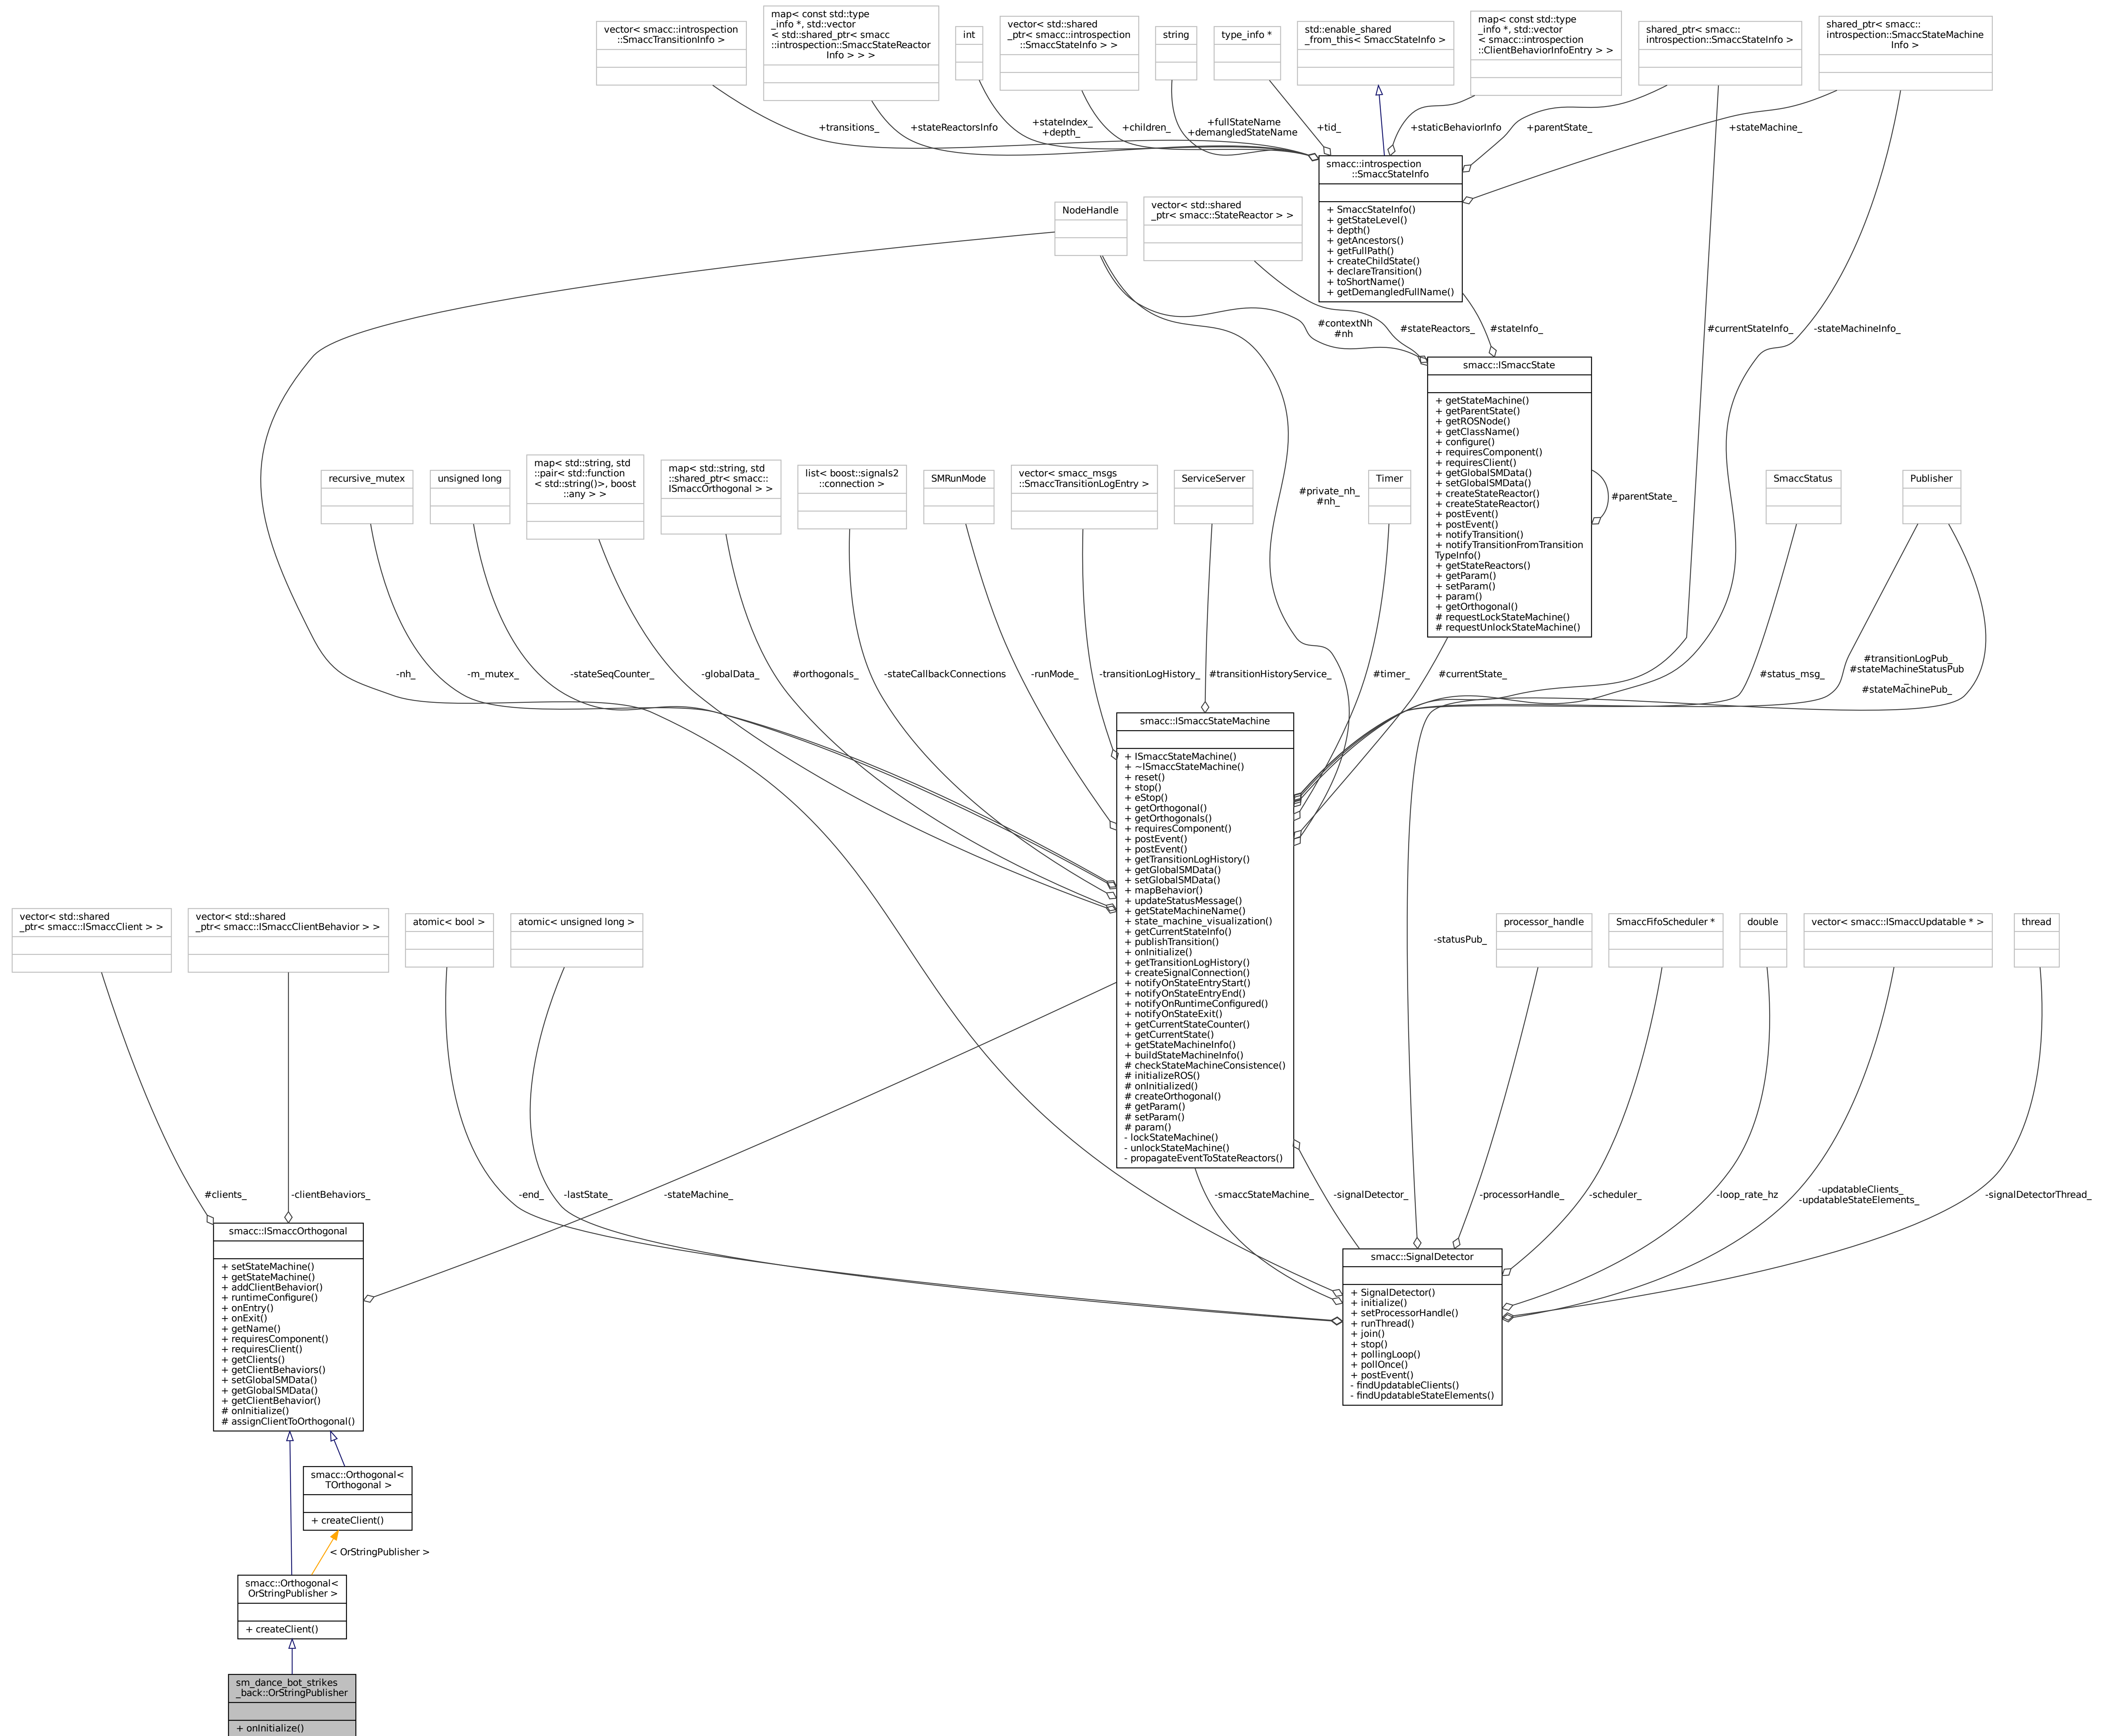 vector< smacc::introspection
::SmaccTransitionInfo >
map< const std::type
_info *, std::vector
< std::shared_ptr< smacc
::introspection::SmaccStateReactor
Info > > >
int
vector< std::shared
_ptr< smacc::introspection
::SmaccStateInfo > >
string
type_info *
std::enable_shared
_from_this< SmaccStateInfo >
map< const std::type
_info *, std::vector
< smacc::introspection
::ClientBehaviorInfoEntry > >
shared_ptr< smacc::
introspection::SmaccStateInfo >
shared_ptr< smacc::
introspection::SmaccStateMachine
Info >
+transitions_
+stateReactorsInfo
+stateIndex_
+depth_
+children_
+fullStateName
+demangledStateName
+tid_
+staticBehaviorInfo
+parentState_
+stateMachine_
smacc::introspection
::SmaccStateInfo
+ SmaccStateInfo()
+ getStateLevel()
+ depth()
+ getAncestors()
+ getFullPath()
+ createChildState()
+ declareTransition()
+ toShortName()
+ getDemangledFullName()
NodeHandle
vector< std::shared
_ptr< smacc::StateReactor > >
#contextNh
#nh
#stateReactors_
#stateInfo_
#currentStateInfo_
-stateMachineInfo_
smacc::ISmaccState
+ getStateMachine()
+ getParentState()
+ getROSNode()
+ getClassName()
+ configure()
+ requiresComponent()
+ requiresClient()
+ getGlobalSMData()
+ setGlobalSMData()
+ createStateReactor()
+ createStateReactor()
+ postEvent()
+ postEvent()
+ notifyTransition()
+ notifyTransitionFromTransition
TypeInfo()
+ getStateReactors()
+ getParam()
+ setParam()
+ param()
+ getOrthogonal()
# requestLockStateMachine()
# requestUnlockStateMachine()
#parentState_
recursive_mutex
unsigned long
map< std::string, std
::pair< std::function
< std::string()>, boost
::any > >
map< std::string, std
::shared_ptr< smacc::
ISmaccOrthogonal > >
list< boost::signals2
::connection >
SMRunMode
vector< smacc_msgs
::SmaccTransitionLogEntry >
ServiceServer
#private_nh_
#nh_
Timer
SmaccStatus
Publisher
-nh_
-m_mutex_
-stateSeqCounter_
-globalData_
#orthogonals_
-stateCallbackConnections
-runMode_
-transitionLogHistory_
#transitionHistoryService_
#timer_
#currentState_
#status_msg_
#transitionLogPub_
#stateMachineStatusPub
_
#stateMachinePub_
smacc::ISmaccStateMachine
+ ISmaccStateMachine()
+ ~ISmaccStateMachine()
+ reset()
+ stop()
+ eStop()
+ getOrthogonal()
+ getOrthogonals()
+ requiresComponent()
+ postEvent()
+ postEvent()
+ getTransitionLogHistory()
+ getGlobalSMData()
+ setGlobalSMData()
+ mapBehavior()
+ updateStatusMessage()
+ getStateMachineName()
+ state_machine_visualization()
+ getCurrentStateInfo()
+ publishTransition()
+ onInitialize()
+ getTransitionLogHistory()
+ createSignalConnection()
+ notifyOnStateEntryStart()
+ notifyOnStateEntryEnd()
+ notifyOnRuntimeConfigured()
+ notifyOnStateExit()
+ getCurrentStateCounter()
+ getCurrentState()
+ getStateMachineInfo()
+ buildStateMachineInfo()
# checkStateMachineConsistence()
# initializeROS()
# onInitialized()
# createOrthogonal()
# getParam()
# setParam()
# param()
- lockStateMachine()
- unlockStateMachine()
- propagateEventToStateReactors()
vector< std::shared
_ptr< smacc::ISmaccClient > >
vector< std::shared
_ptr< smacc::ISmaccClientBehavior > >
atomic< bool >
atomic< unsigned long >
-statusPub_
processor_handle
SmaccFifoScheduler *
double
vector< smacc::ISmaccUpdatable * >
thread
#clients_
-clientBehaviors_
-end_
-lastState_
-stateMachine_
-smaccStateMachine_
-signalDetector_
-processorHandle_
-scheduler_
-loop_rate_hz
-updatableClients_
-updatableStateElements_
-signalDetectorThread_
smacc::ISmaccOrthogonal
+ setStateMachine()
+ getStateMachine()
+ addClientBehavior()
+ runtimeConfigure()
+ onEntry()
+ onExit()
+ getName()
+ requiresComponent()
+ requiresClient()
+ getClients()
+ getClientBehaviors()
+ setGlobalSMData()
+ getGlobalSMData()
+ getClientBehavior()
# onInitialize()
# assignClientToOrthogonal()
smacc::SignalDetector
+ SignalDetector()
+ initialize()
+ setProcessorHandle()
+ runThread()
+ join()
+ stop()
+ pollingLoop()
+ pollOnce()
+ postEvent()
- findUpdatableClients()
- findUpdatableStateElements()
smacc::Orthogonal<
TOrthogonal >
+ createClient()
< OrStringPublisher >
smacc::Orthogonal<
OrStringPublisher >
+ createClient()
sm_dance_bot_strikes
_back::OrStringPublisher
+ onInitialize()